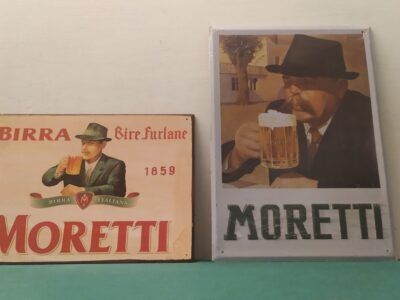 BIRRA Bire Furlane
1859
BIRRA M ITALIANA
MORETTI
MORETTI